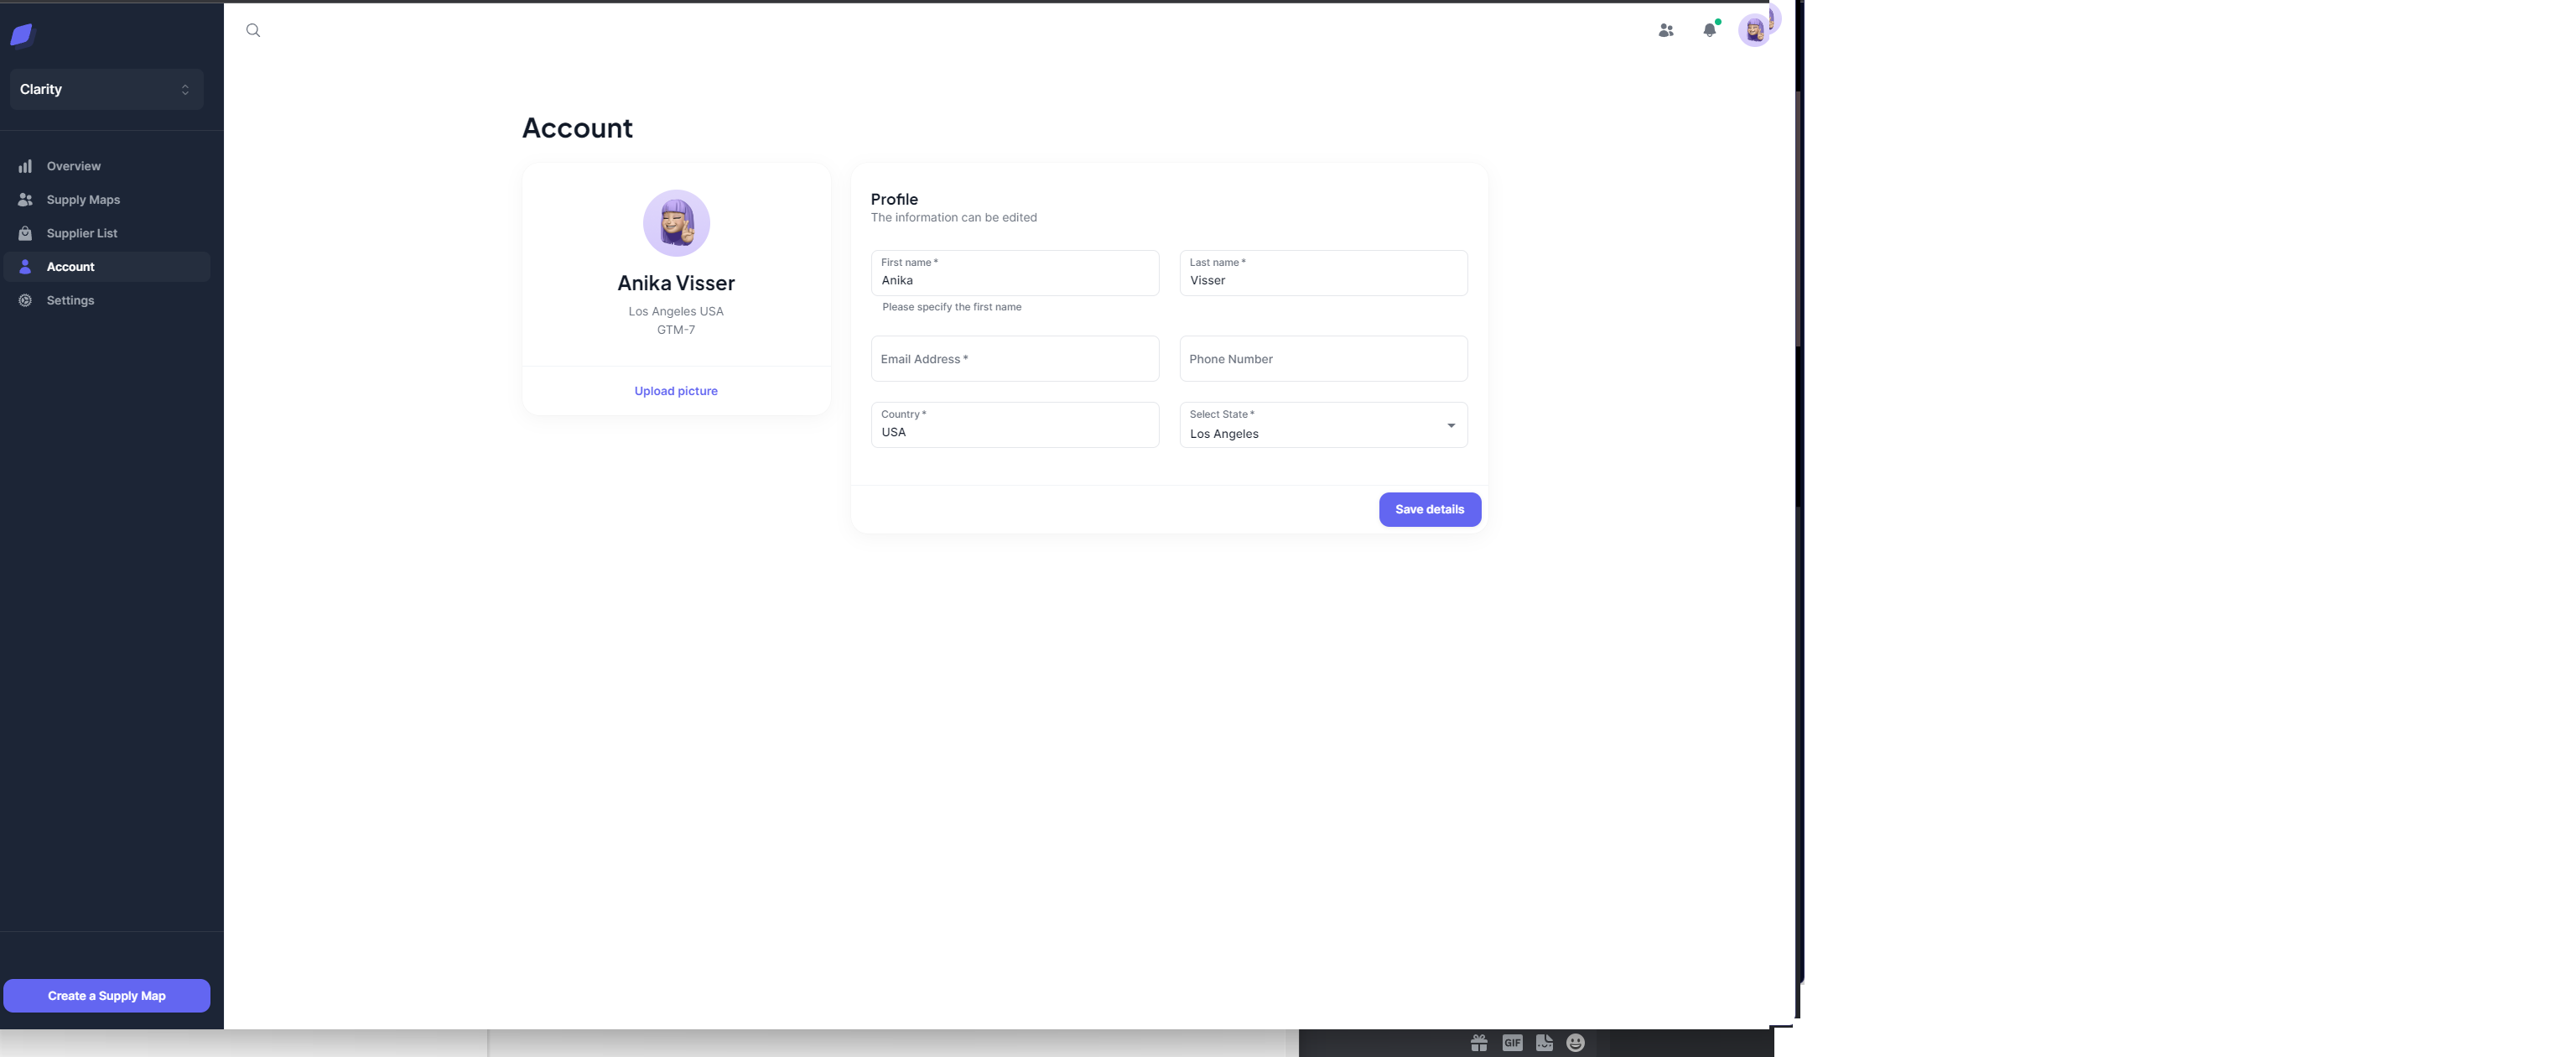 Clarity
Overview
Supply Maps
Supplier List
Account
Settings
Create a Supply Map
Account
Anika Visser
Los Angeles USA
GTM-7
Upload picture
Profile
The information can be edited
First name *
Anika
Please specify the first name
Last name *
Visser
Email Address *
Phone Number
Country *
USA
Select State *
Los Angeles
Save details
GIF